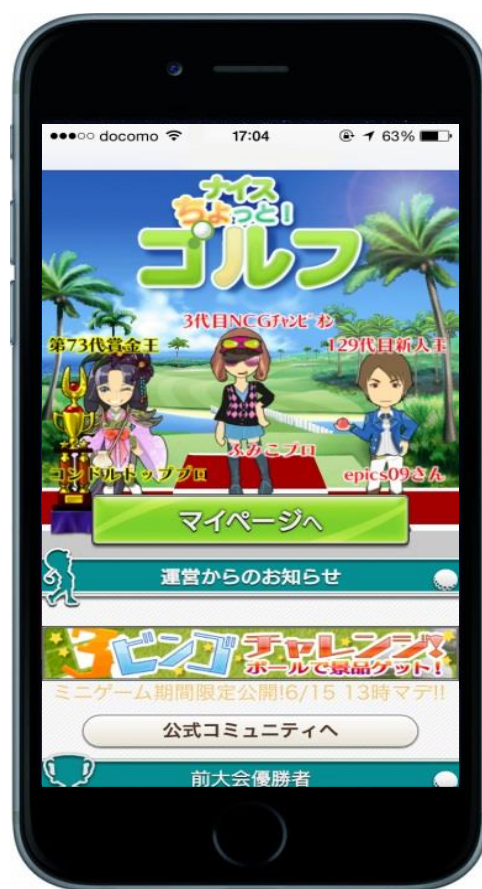 docomo 17:04 63%
ナイス
ちょっと!
ゴルフ
3代目NCGチャンピオン
第73代賞金王
129代目新人王
ふみこプロ
コンドルトッププロ
epics09さん
マイページへ
運営からのお知らせ
3ビンゴチャレンジ!
ボールで景品ゲット!
ミニゲーム期間限定公開!6/15 13時マデ!!
公式コミュニティへ
前大会優勝者